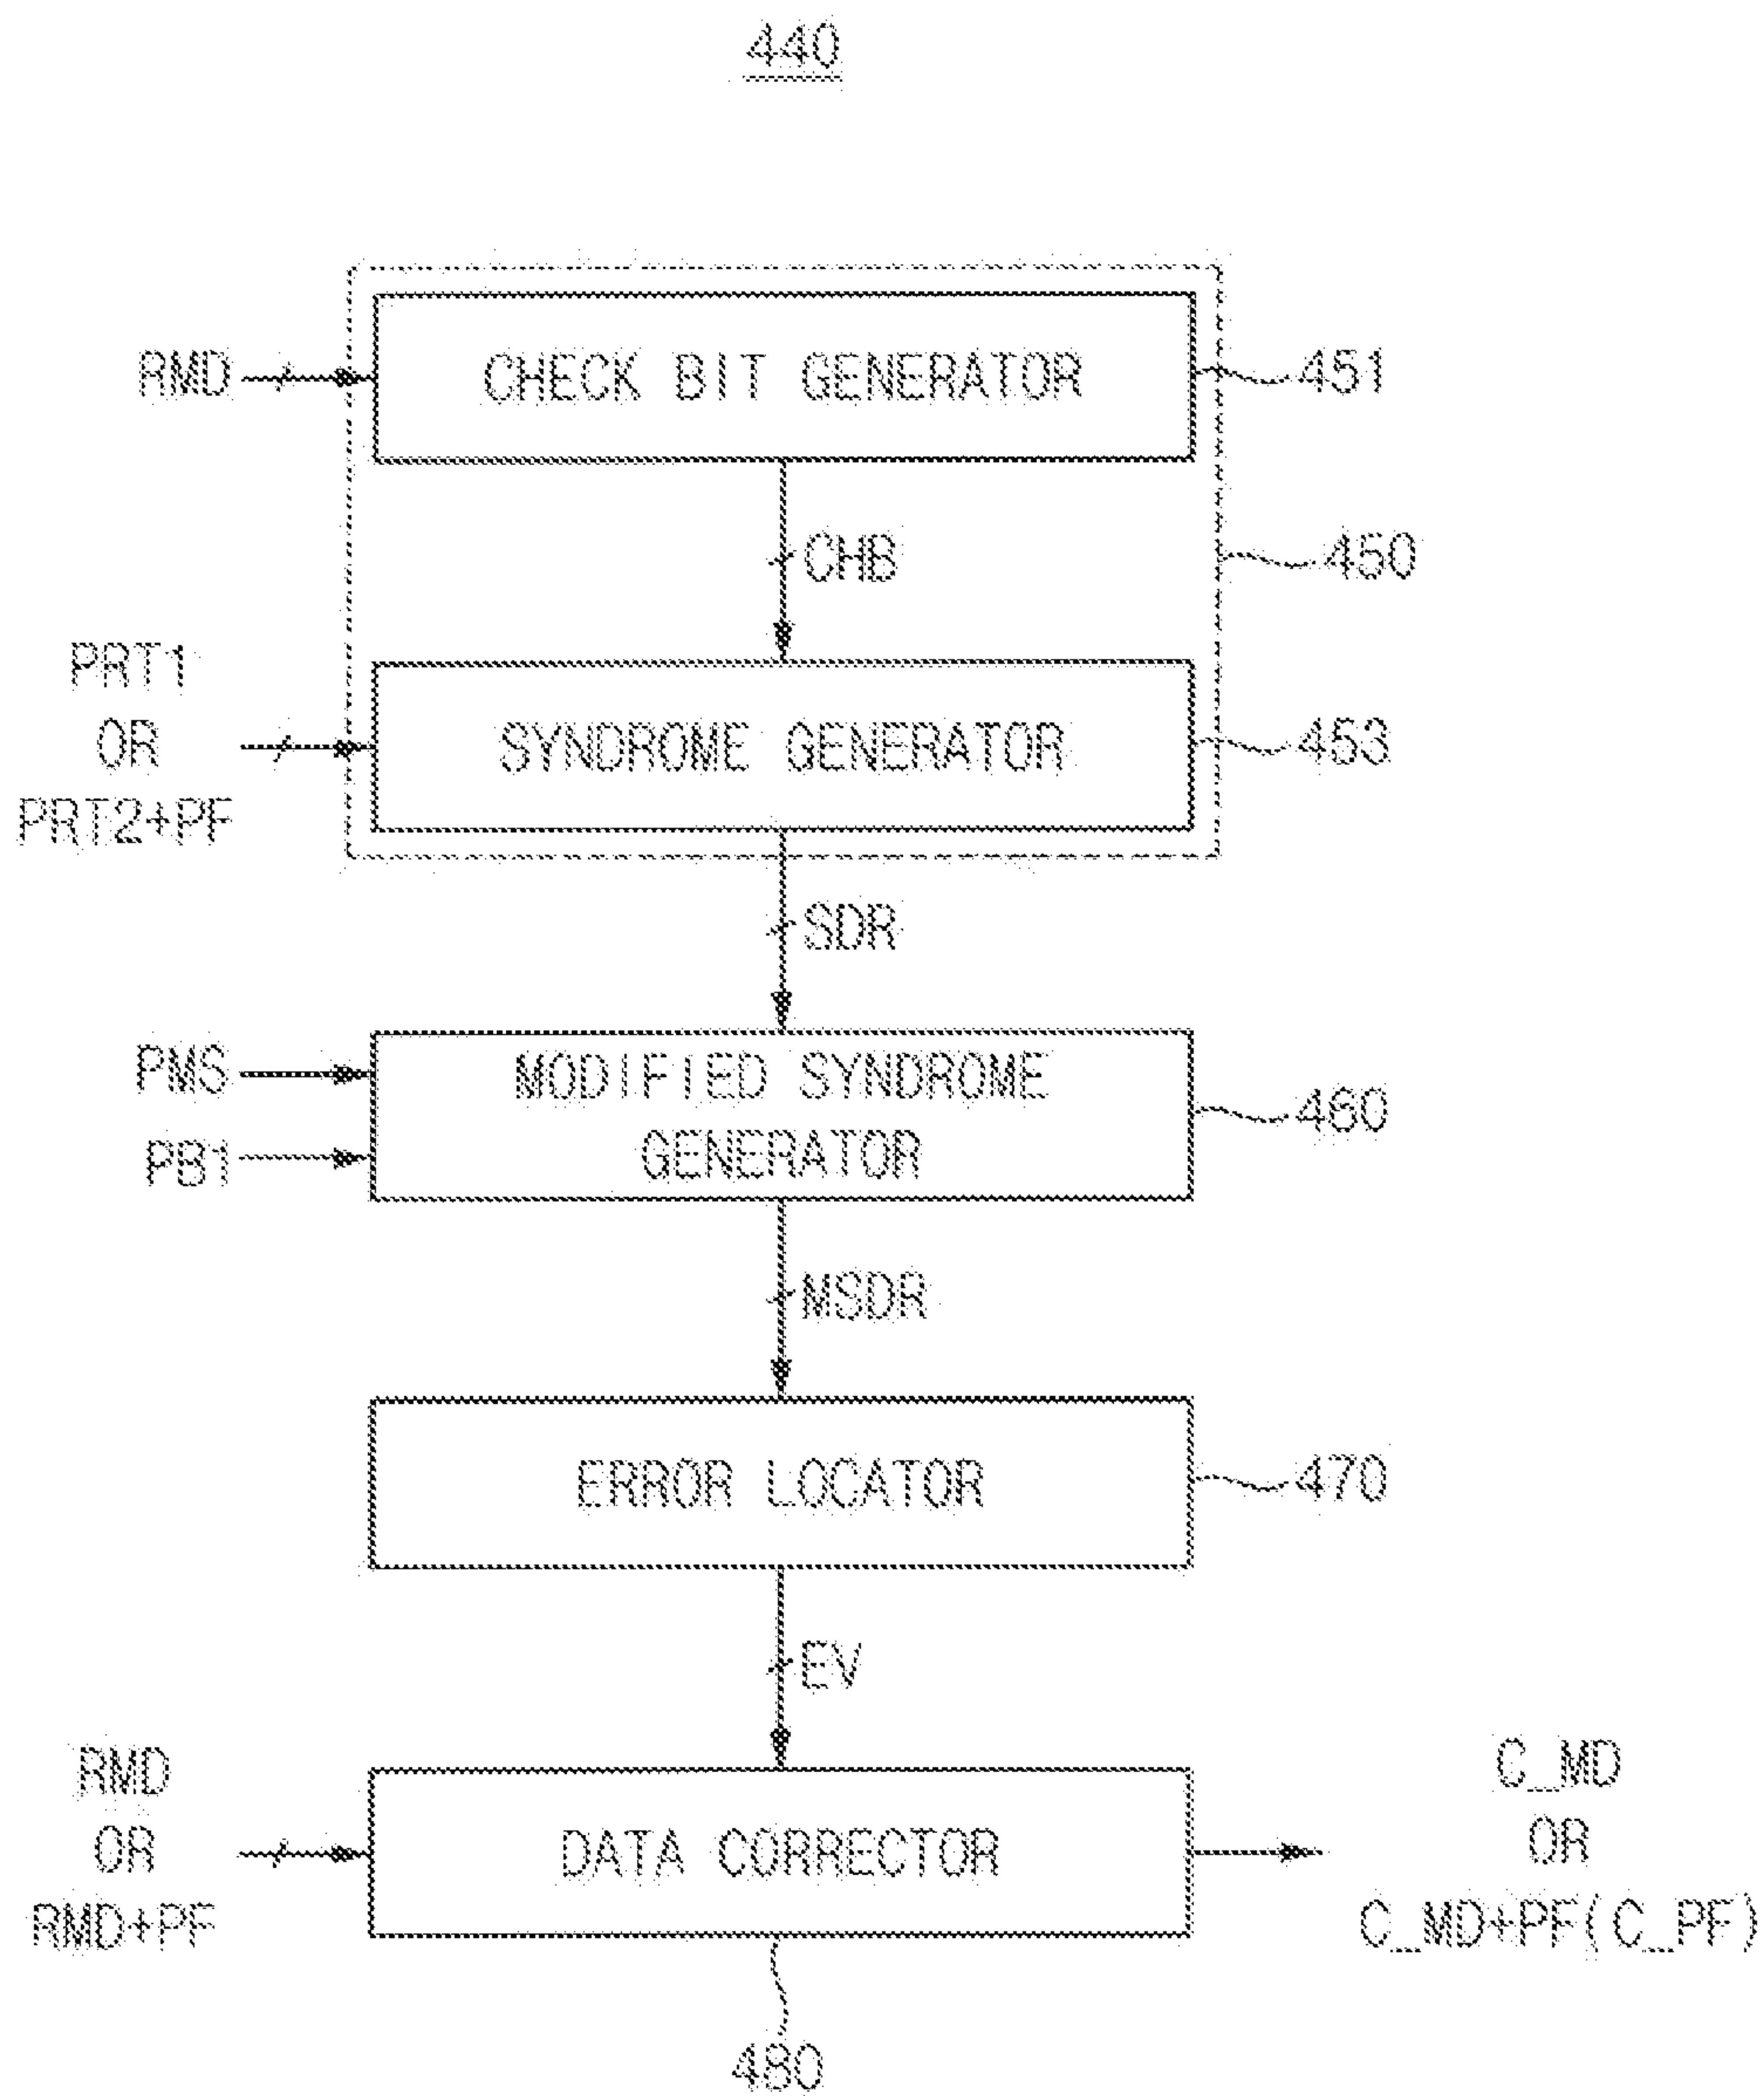 440
RMD
CHECK BIT GENERATOR
451
CHB
450
PRT1
OR
PRT2+PF
SYNDROME GENERATOR
453
SDR
PMS
PB1
MODIFIED SYNDROME
GENERATOR
460
MSDR
ERROR LOCATOR
470
EV
RMD
OR
RMD+PF
DATA CORRECTOR
C_MD
OR
C_MD+PF(C_PF)
480